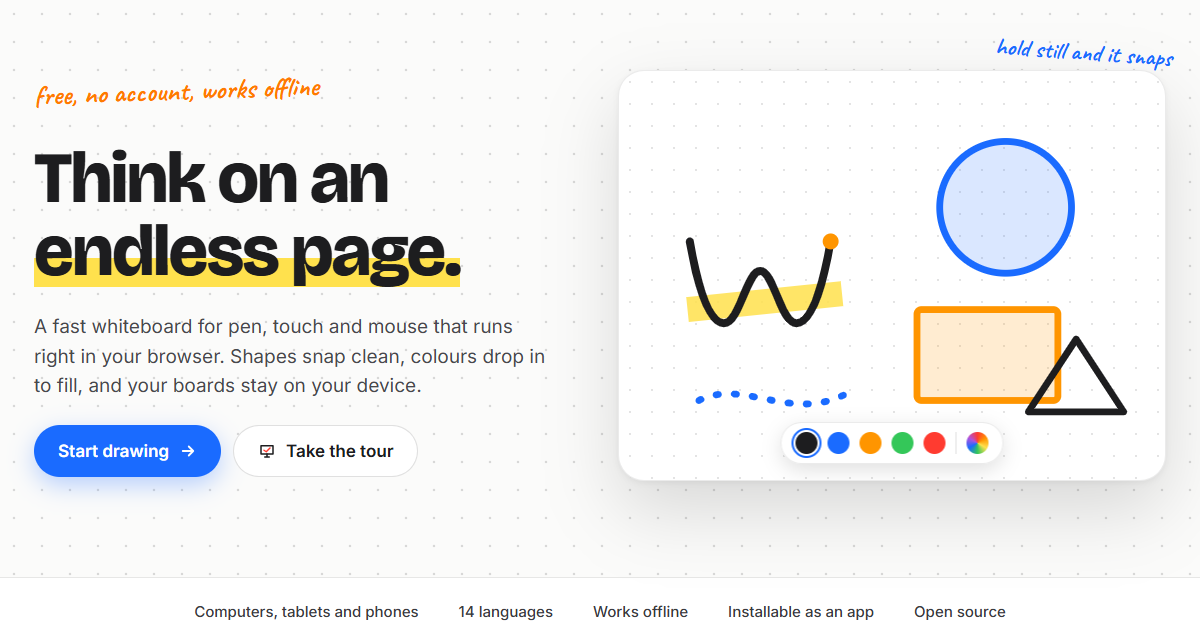 hold still and it snaps
free, no account, works offline
Think on an
endless page.
A fast whiteboard for pen, touch and mouse that runs
right in your browser. Shapes snap clean, colours drop in
to fill, and your boards stay on your device.
Start drawing →
Take the tour
Computers, tablets and phones
14 languages
Works offline
Installable as an app
Open source